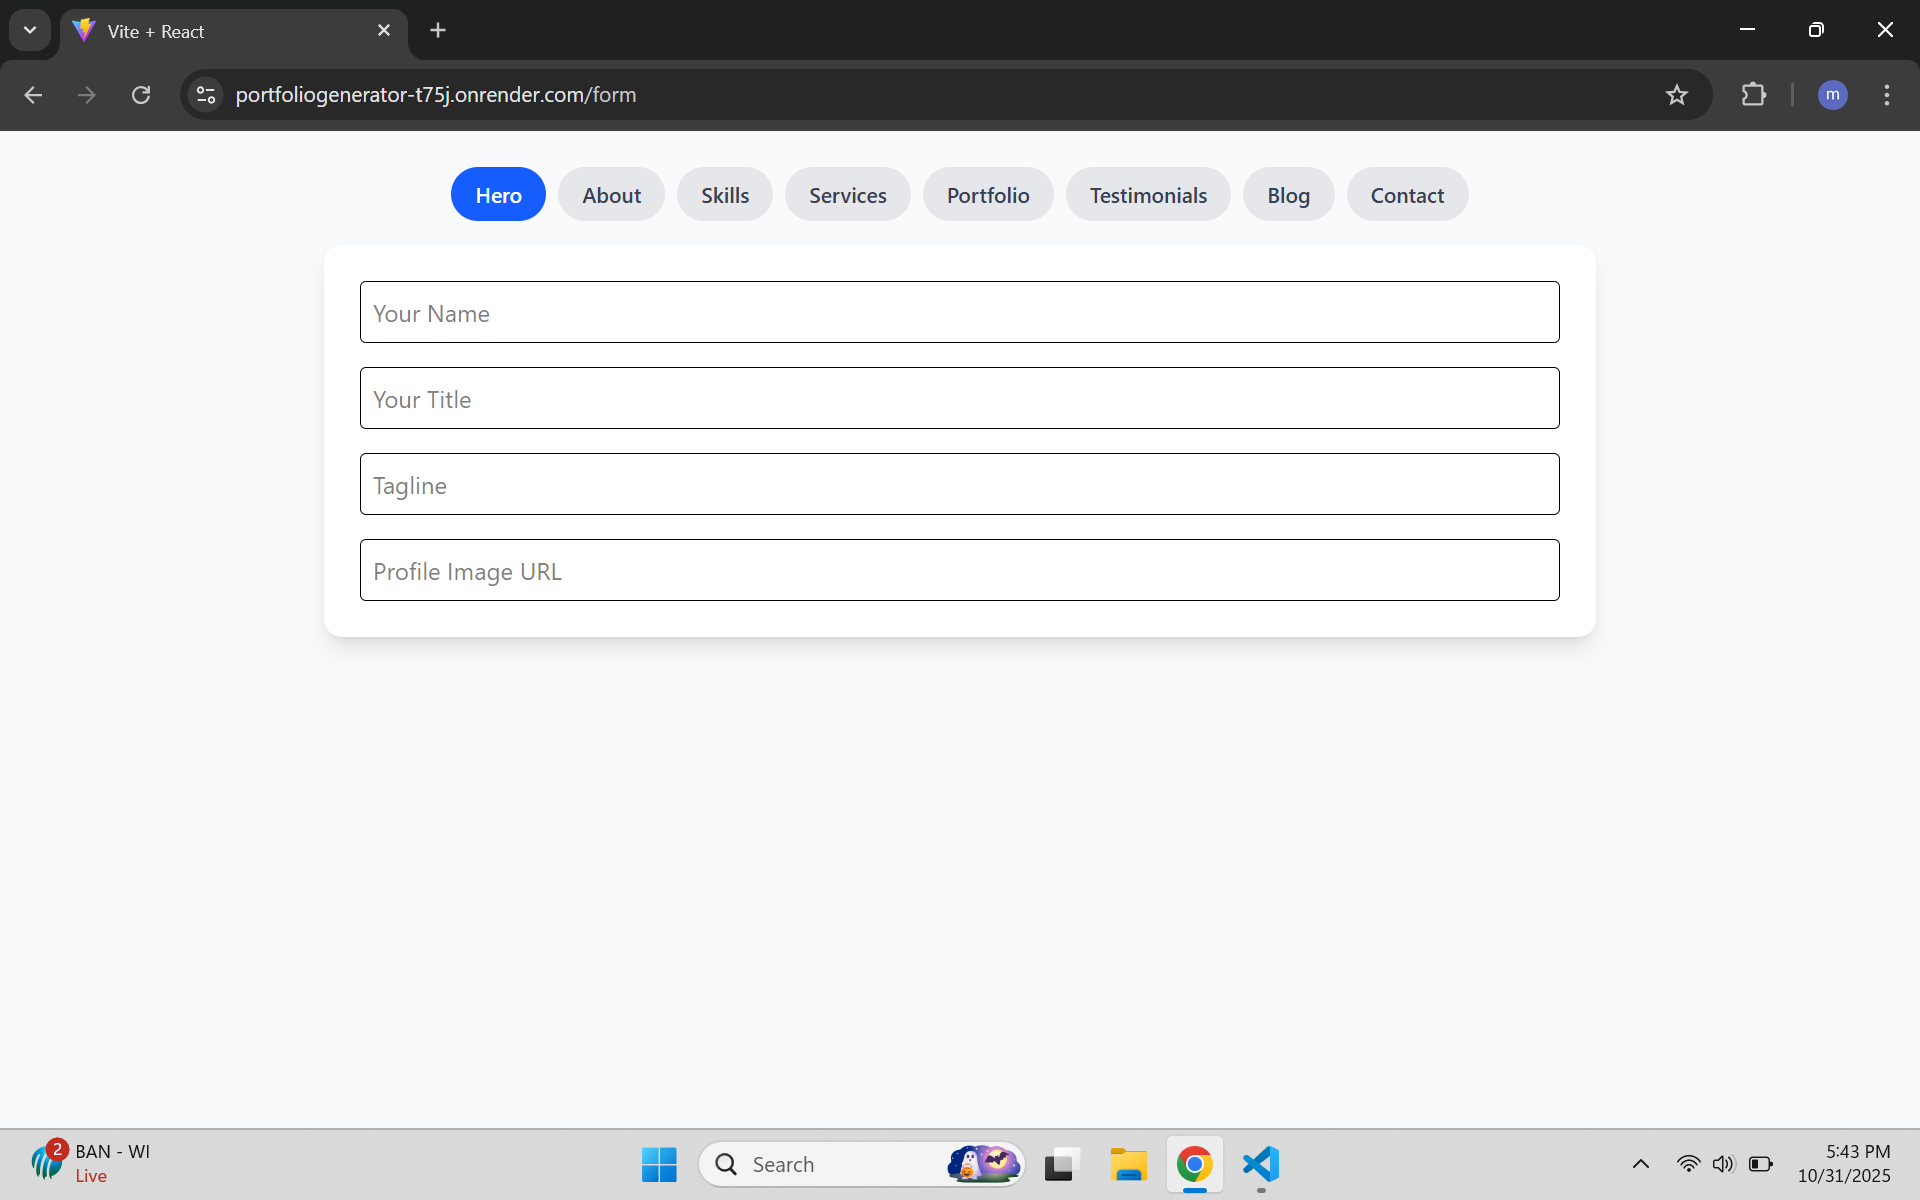 Vite + React
portfoliogenerator-t75j.onrender.com/form
m
Hero About Skills Services Portfolio Testimonials Blog Contact
Your Name
Your Title
Tagline
Profile Image URL
2
BAN - WI
Live
Search
5:43 PM
10/31/2025